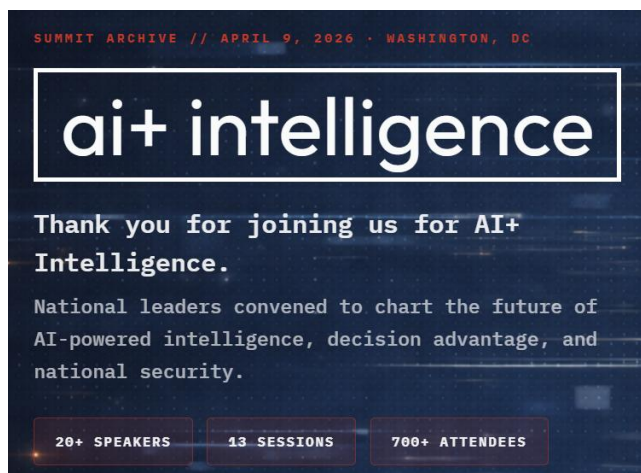 SUMMIT ARCHIVE // APRIL 9, 2026 · WASHINGTON, DC
ai+ intelligence
Thank you for joining us for AI+
Intelligence.
National leaders convened to chart the future of
AI-powered intelligence, decision advantage, and
national security.
20+ SPEAKERS 13 SESSIONS 700+ ATTENDEES